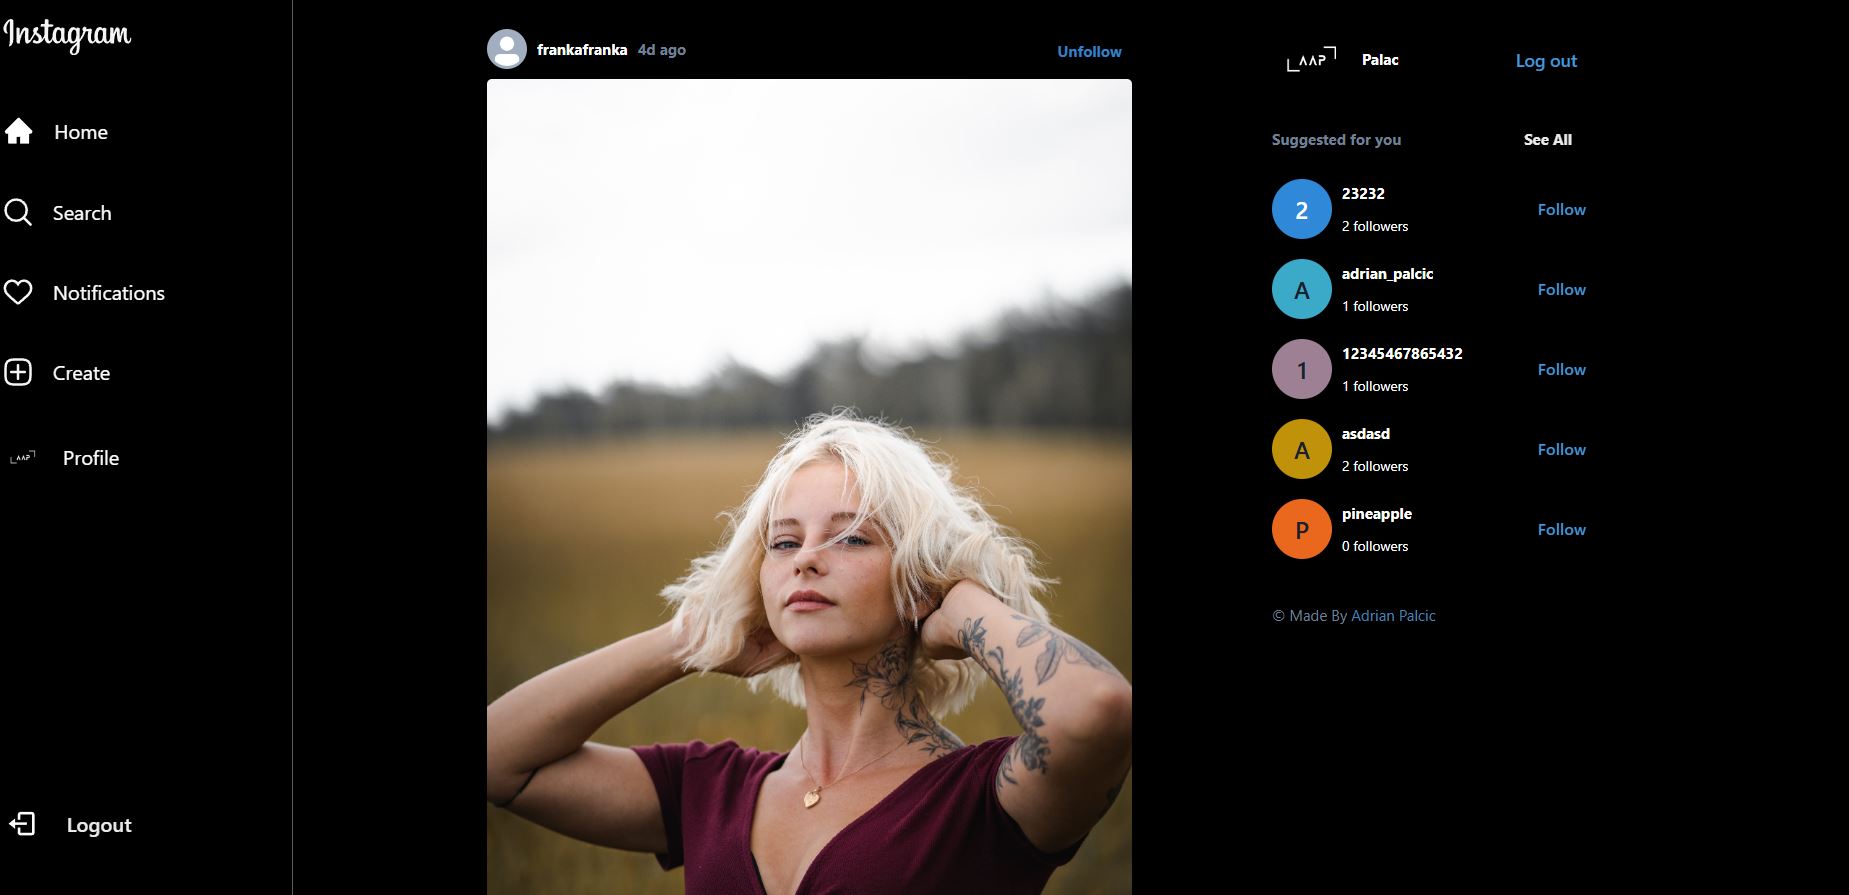 Instagram
Home
Search
Notifications
Create
AAP Profile
Logout
frankafranka 4d ago
Unfollow
AAP Palac Log out
Suggested for you See All
2 23232
2 followers
Follow
A adrian_palcic
1 followers
Follow
1 12345467865432
1 followers
Follow
A asdasd
2 followers
Follow
P pineapple
0 followers
Follow
© Made By Adrian Palcic